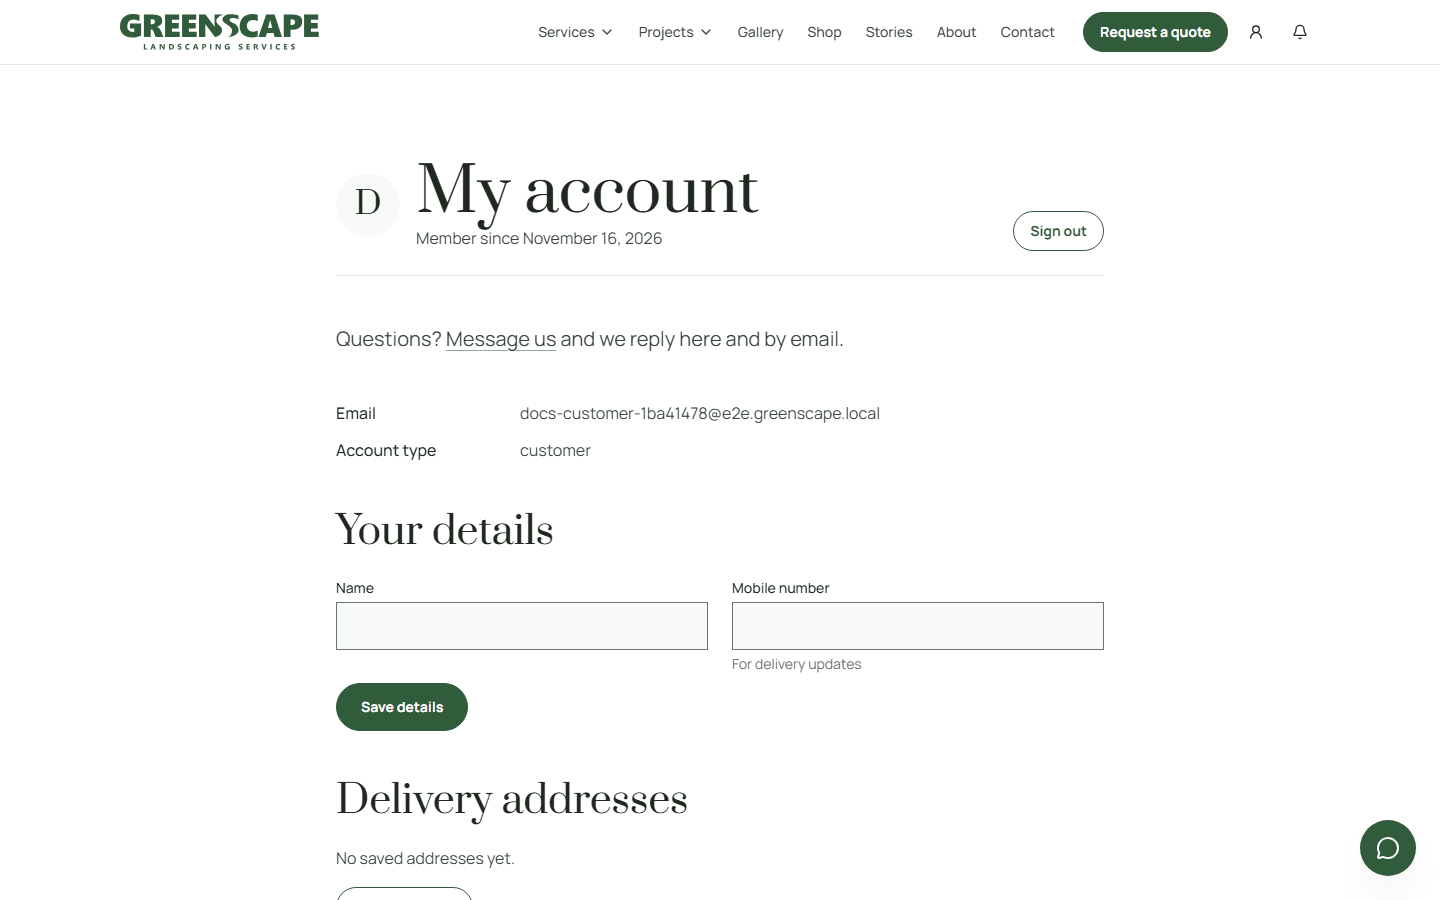 GREENSCAPE
LANDSCAPING SERVICES
Services
Projects
Gallery
Shop
Stories
About
Contact
Request a quote
D
My account
Member since November 16, 2026
Sign out
Questions? Message us and we reply here and by email.
Email
docs-customer-1ba41478@e2e.greenscape.local
Account type
customer
Your details
Name
Mobile number
For delivery updates
Save details
Delivery addresses
No saved addresses yet.